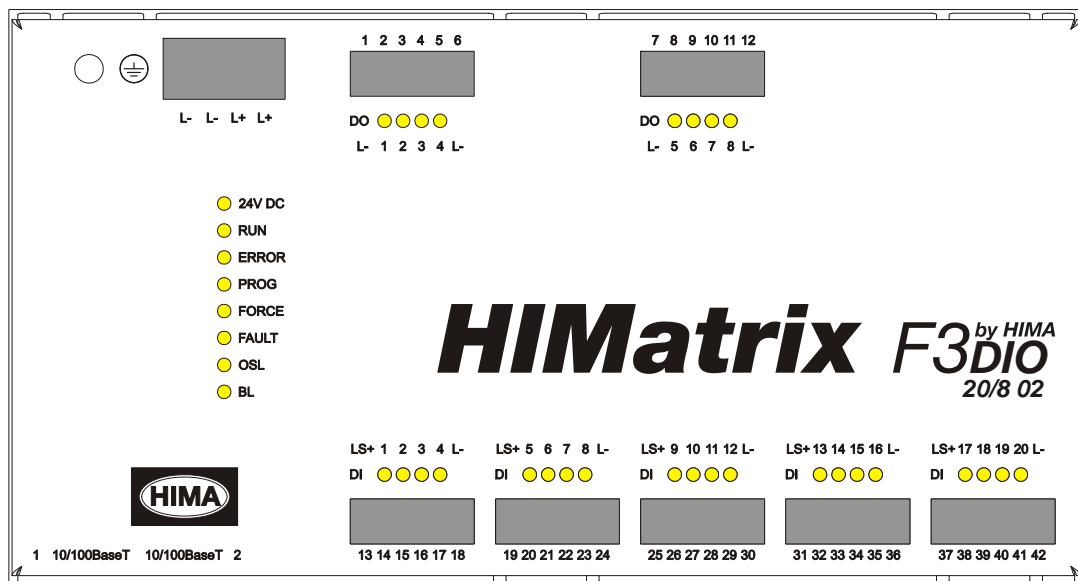 1 2 3 4 5 6
7 8 9 10 11 12
L- L- L+ L+
DO
DO
L- 1 2 3 4 L-
L- 5 6 7 8 L-
24V DC
RUN
ERROR
PROG
FORCE
FAULT
OSL
BL
HIMatrix F3 by HIMA
DIO
20/8 02
LS+ 1 2 3 4 L-
LS+ 5 6 7 8 L-
LS+ 9 10 11 12 L-
LS+ 13 14 15 16 L-
LS+ 17 18 19 20 L-
DI
DI
DI
DI
DI
HIMA
1 10/100BaseT 10/100BaseT 2
13 14 15 16 17 18
19 20 21 22 23 24
25 26 27 28 29 30
31 32 33 34 35 36
37 38 39 40 41 42